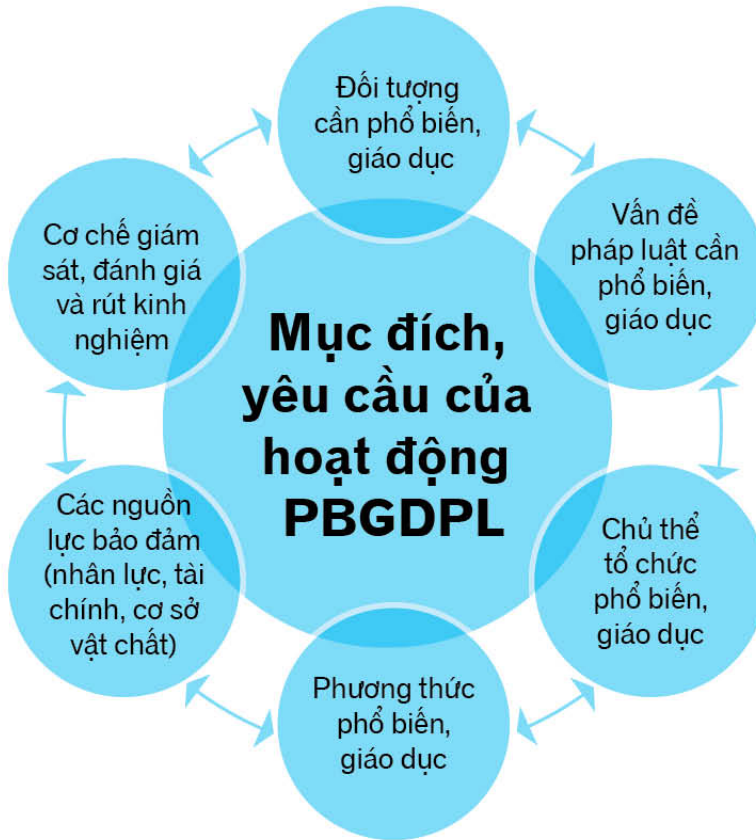 Đối tượng
cần phổ biến,
giáo dục
Vấn đề
pháp luật cần
phổ biến,
giáo dục
Chủ thể
tổ chức
phổ biến,
giáo dục
Phương thức
phổ biến,
giáo dục
Các nguồn
lực bảo đảm
(nhân lực, tài
chính, cơ sở
vật chất)
Cơ chế giám
sát, đánh giá
và rút kinh
nghiệm
Mục đích,
yêu cầu của
hoạt động
PBGDPL